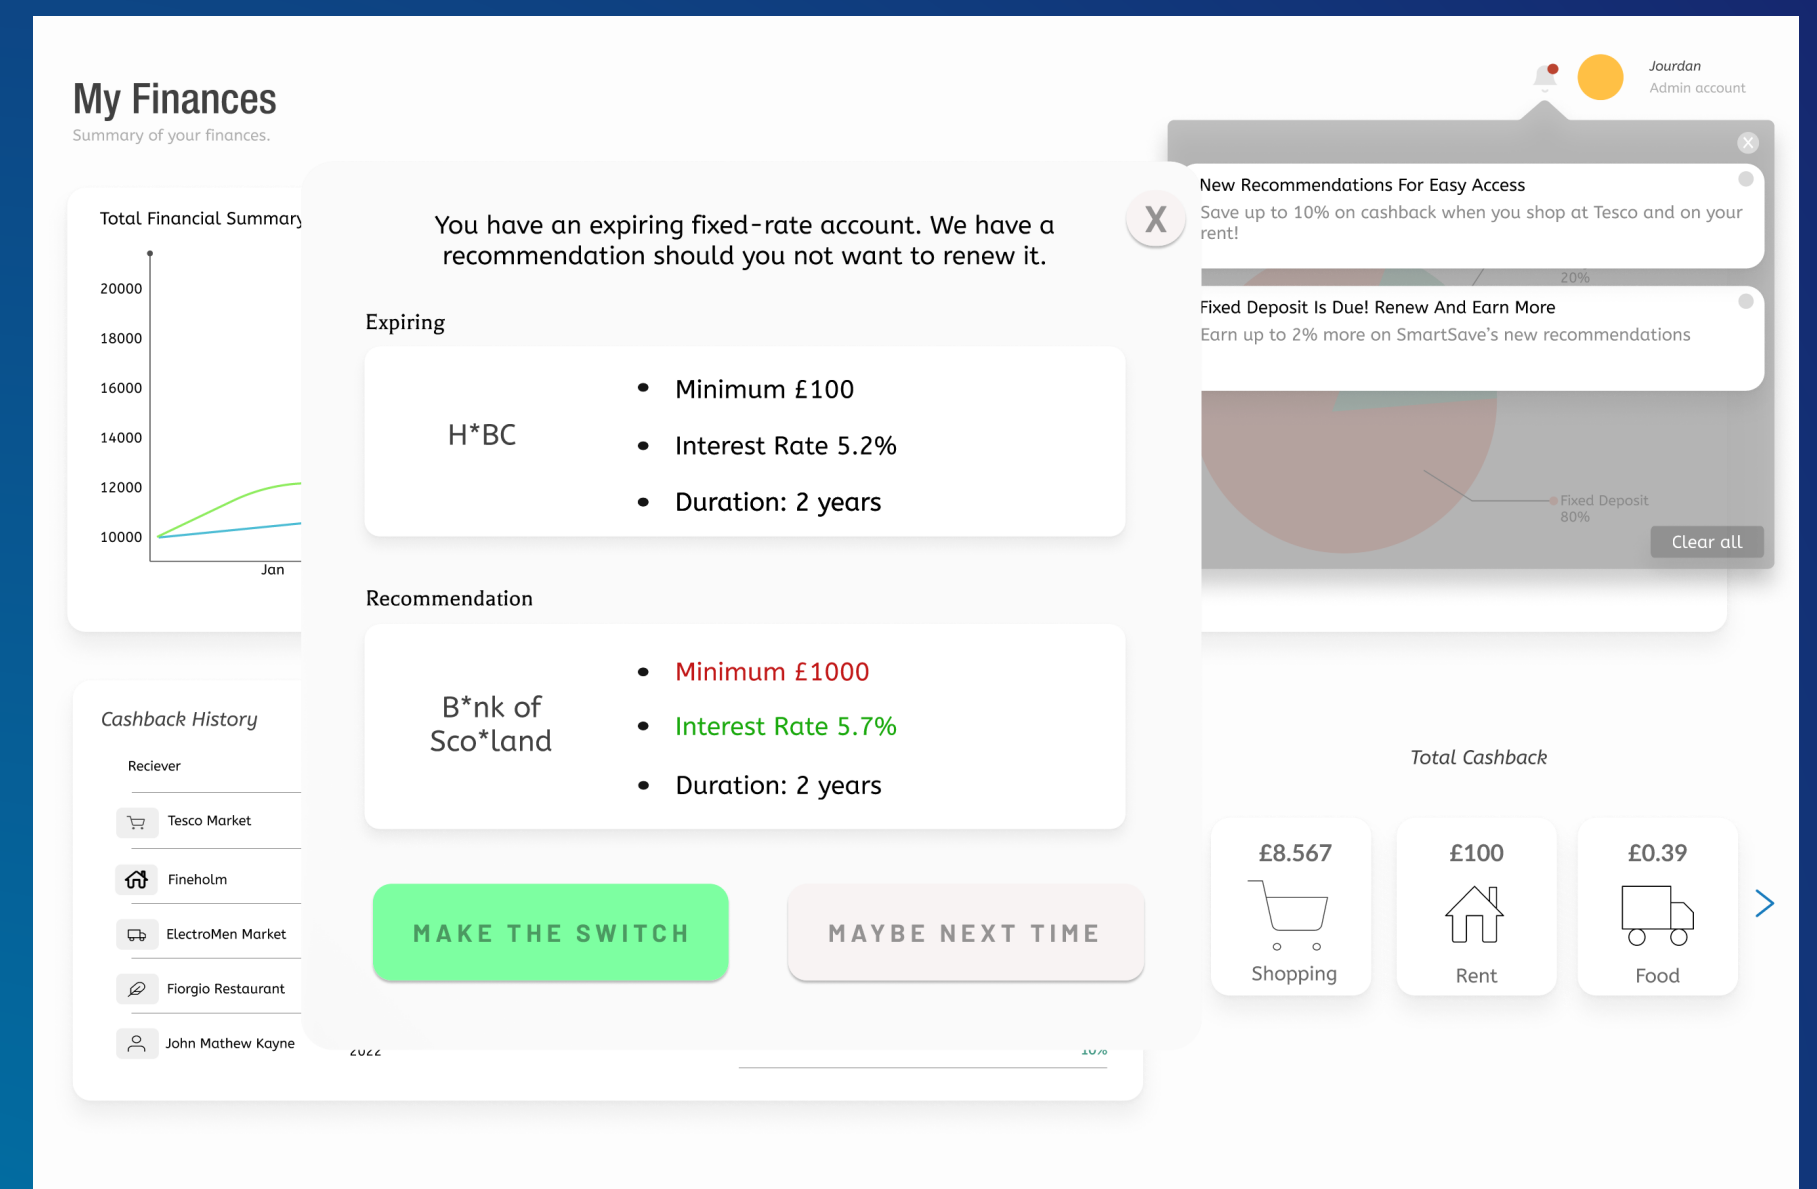 My Finances
Summary of your finances.
Jourdan
Admin account
X
New Recommendations For Easy Access
Save up to 10% on cashback when you shop at Tesco and on your
rent!
20%
Fixed Deposit Is Due! Renew And Earn More
Earn up to 2% more on SmartSave's new recommendations
Fixed Deposit
80%
Clear all
Total Financial Summary
20000
18000
16000
14000
12000
10000
Jan
X
You have an expiring fixed-rate account. We have a
recommendation should you not want to renew it.
Expiring
H*BC
Minimum £100
Interest Rate 5.2%
Duration: 2 years
Recommendation
B*nk of
Sco*land
Minimum £1000
Interest Rate 5.7%
Duration: 2 years
MAKE THE SWITCH
MAYBE NEXT TIME
Cashback History
Reciever
Tesco Market
Fineholm
ElectroMen Market
Fiorgio Restaurant
John Mathew Kayne
2022
10%
Total Cashback
£8.567
Shopping
£100
Rent
£0.39
Food